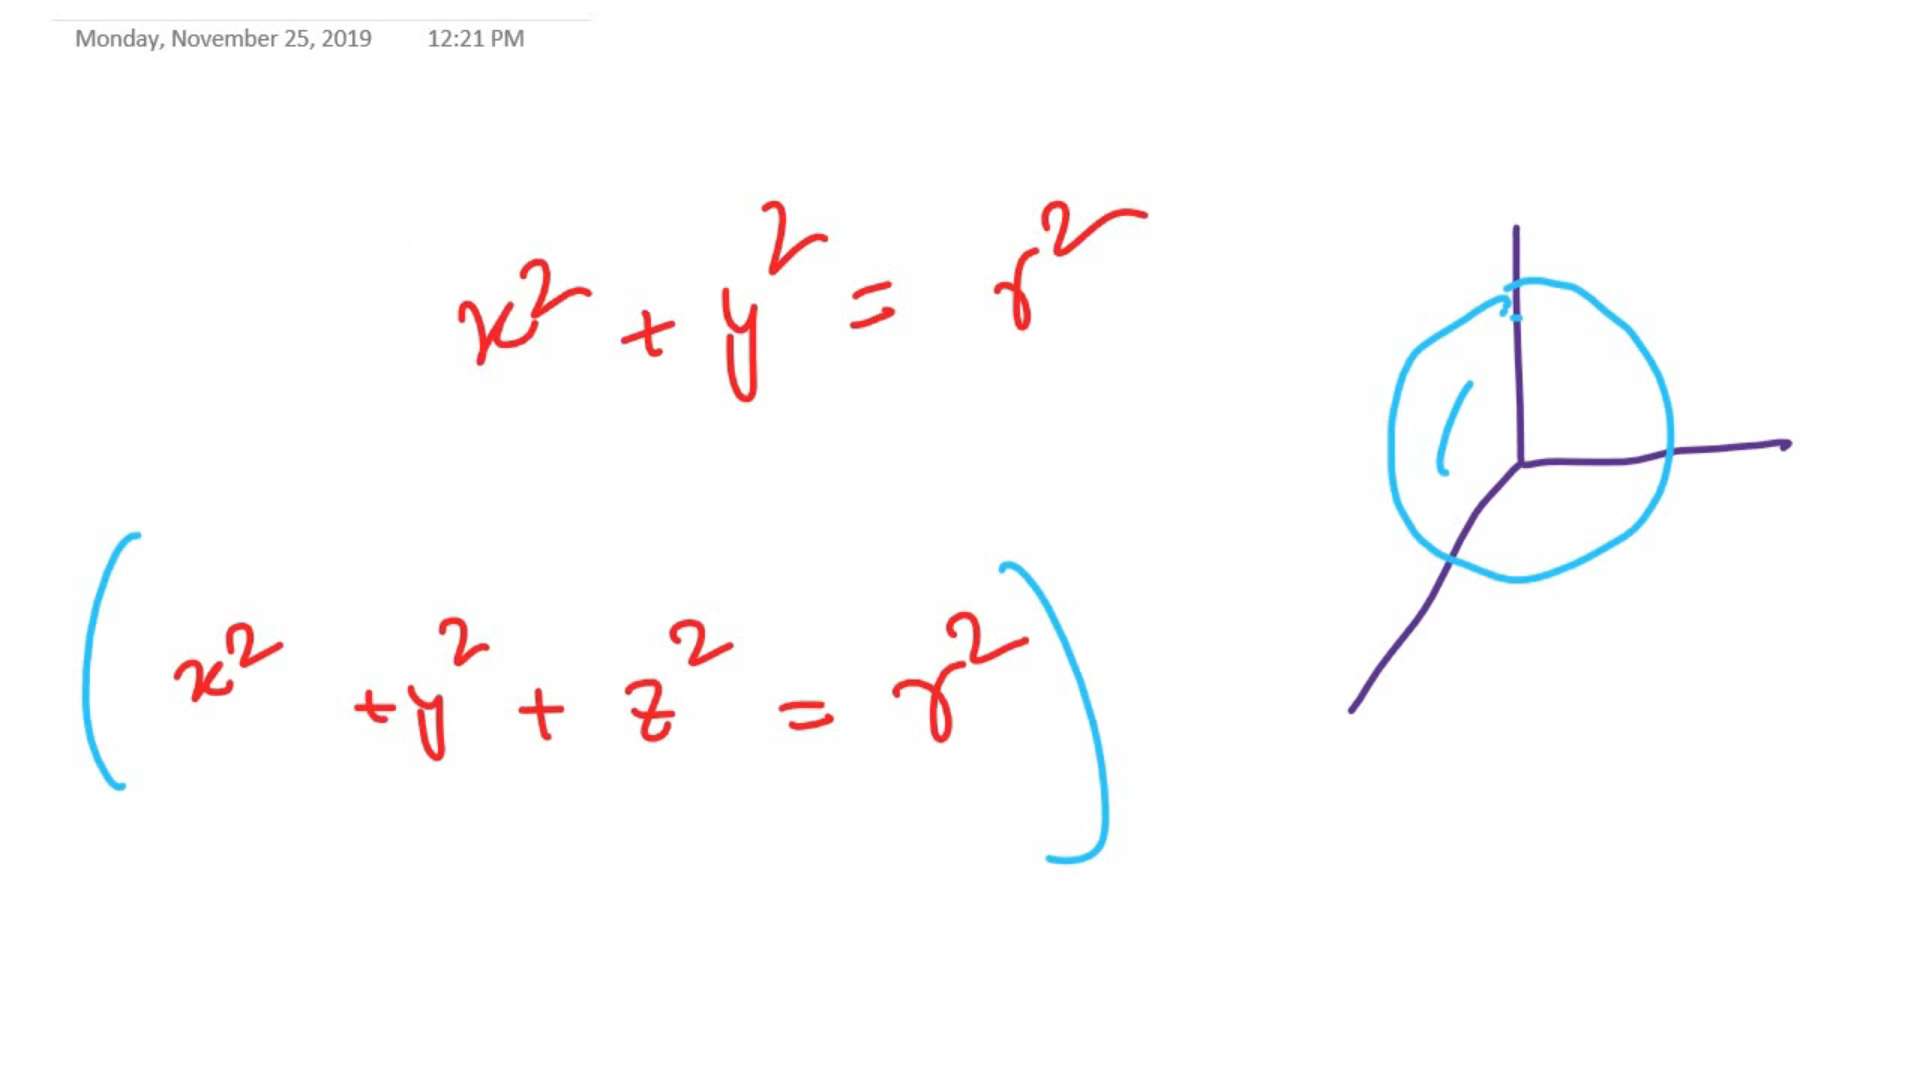 Monday, November 25, 2019 12:21 PM
x² + y² = r²
(x² + y² + z² = r²)